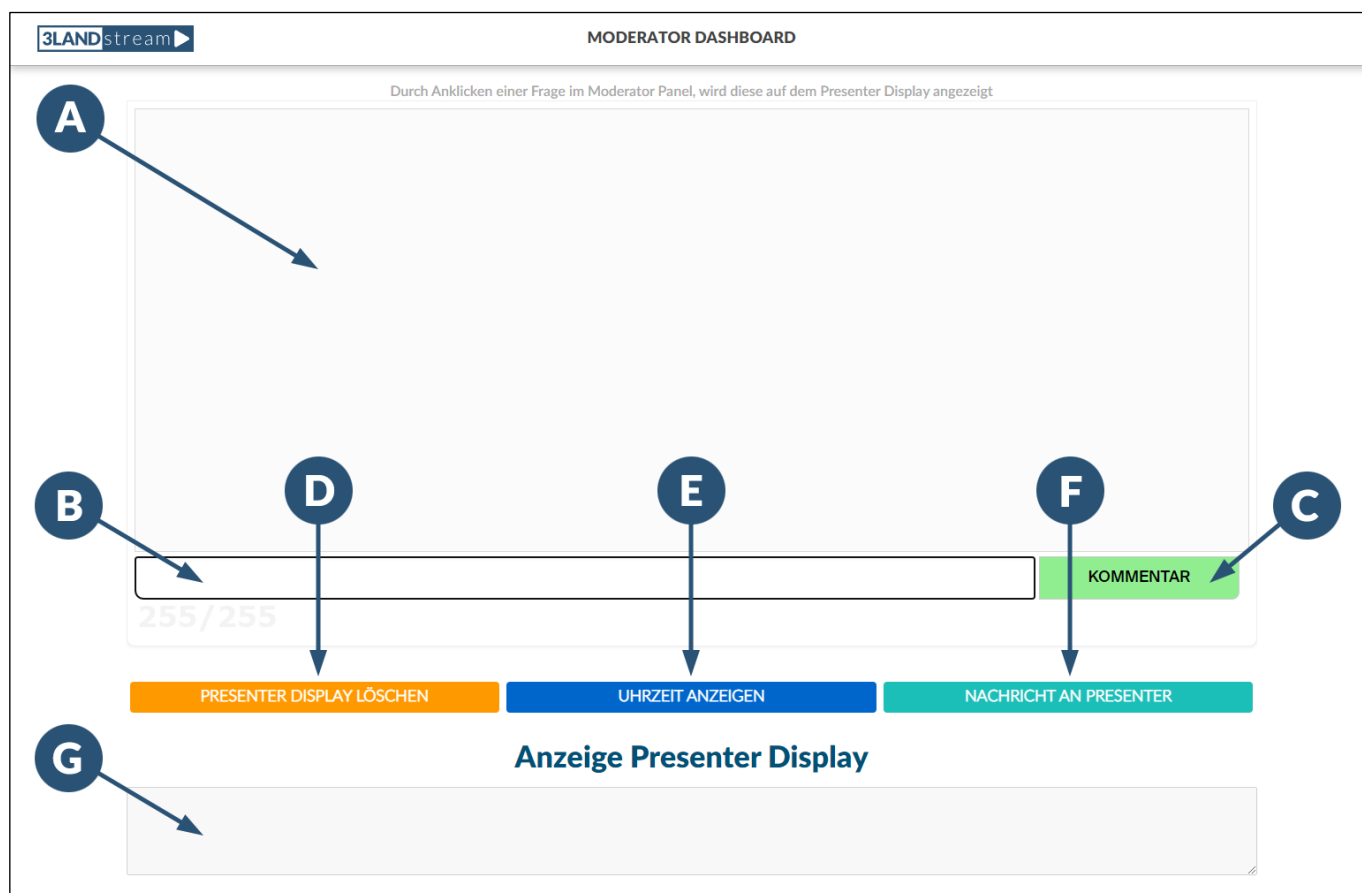 3LANDstream
MODERATOR DASHBOARD
Durch Anklicken einer Frage im Moderator Panel, wird diese auf dem Presenter Display angezeigt
A
B
D
E
F
C
KOMMENTAR
255/255
PRESENTER DISPLAY LÖSCHEN
UHRZEIT ANZEIGEN
NACHRICHT AN PRESENTER
G
Anzeige Presenter Display